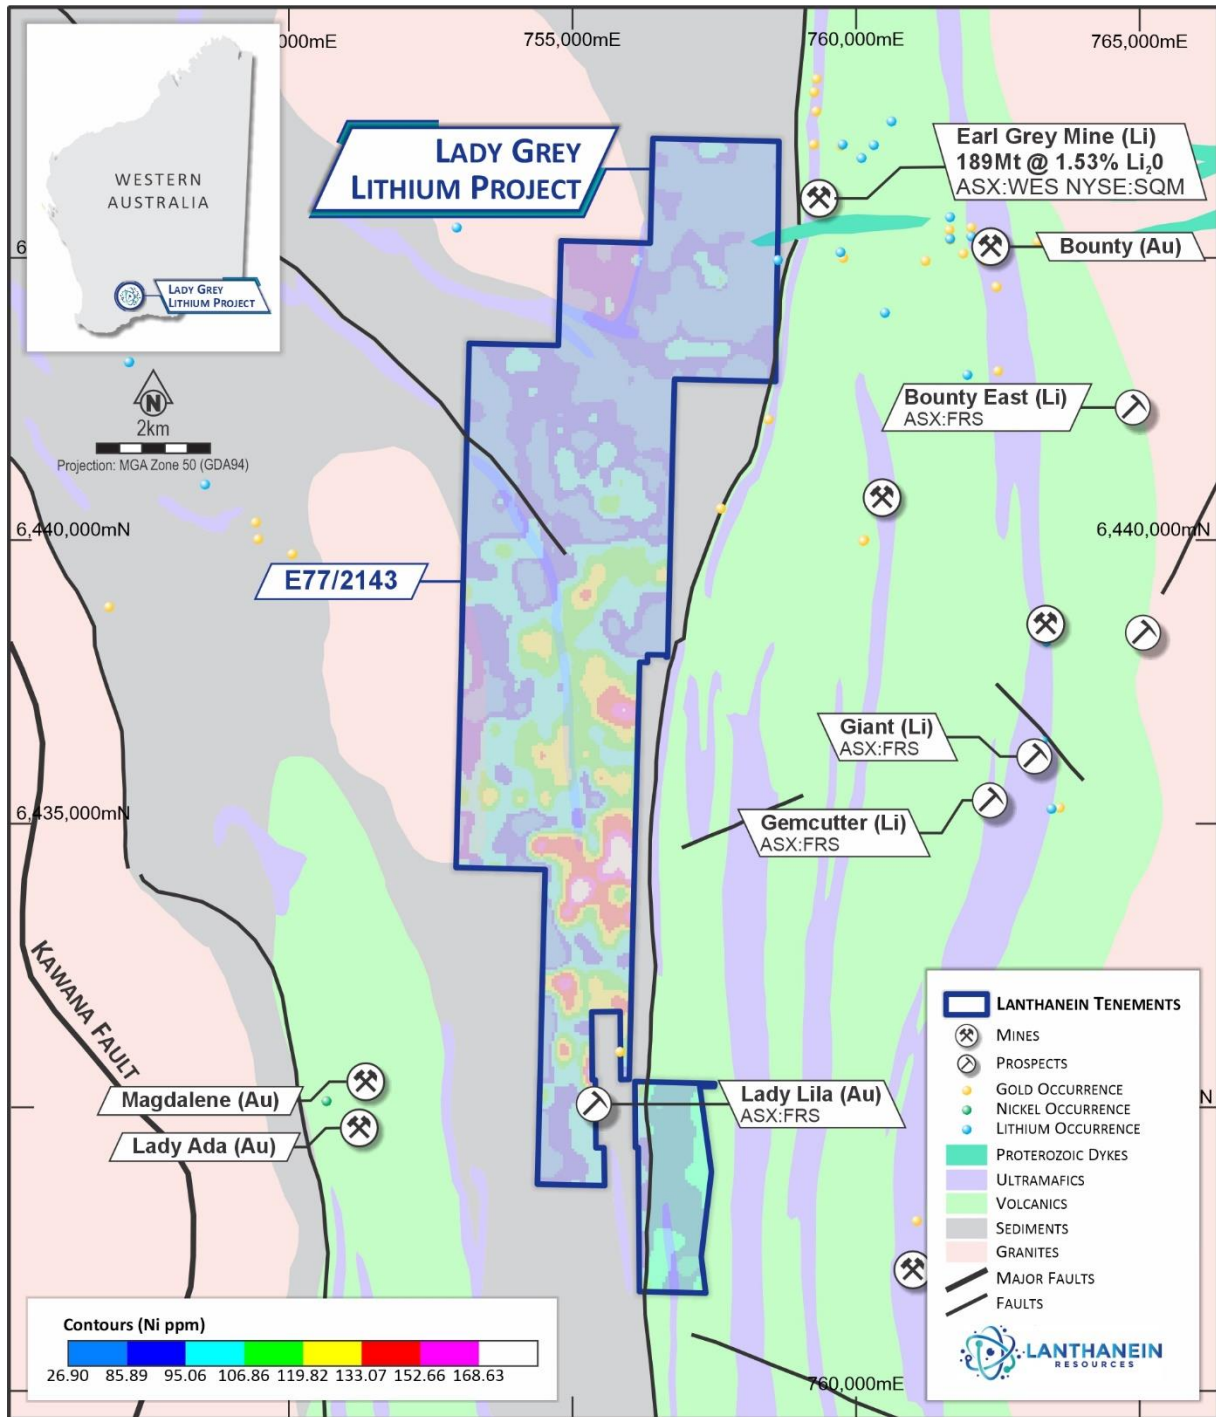 755,000mE
760,000mE
765,000mE
WESTERN
AUSTRALIA
LADY GREY
LITHIUM PROJECT
LADY GREY
LITHIUM PROJECT
Earl Grey Mine (Li)
189Mt @ 1.53% Li₂0
ASX:WES NYSE:SQM
Bounty (Au)
N
2km
Projection: MGA Zone 50 (GDA94)
Bounty East (Li)
ASX:FRS
6,440,000mN
6,440,000mN
E77/2143
Giant (Li)
ASX:FRS
6,435,000mN
Gemcutter (Li)
ASX:FRS
KAWANA FAULT
Magdalene (Au)
Lady Ada (Au)
Lady Lila (Au)
ASX:FRS
LANTHANEIN TENEMENTS
MINES
PROSPECTS
GOLD OCCURRENCE
NICKEL OCCURRENCE
LITHIUM OCCURRENCE
PROTEROZOIC DYKES
ULTRAMAFICS
VOLCANICS
SEDIMENTS
GRANITES
MAJOR FAULTS
FAULTS
LANTHANEIN
RESOURCES
Contours (Ni ppm)
26.90 85.89 95.06 106.86 119.82 133.07 152.66 168.63
760,000mE